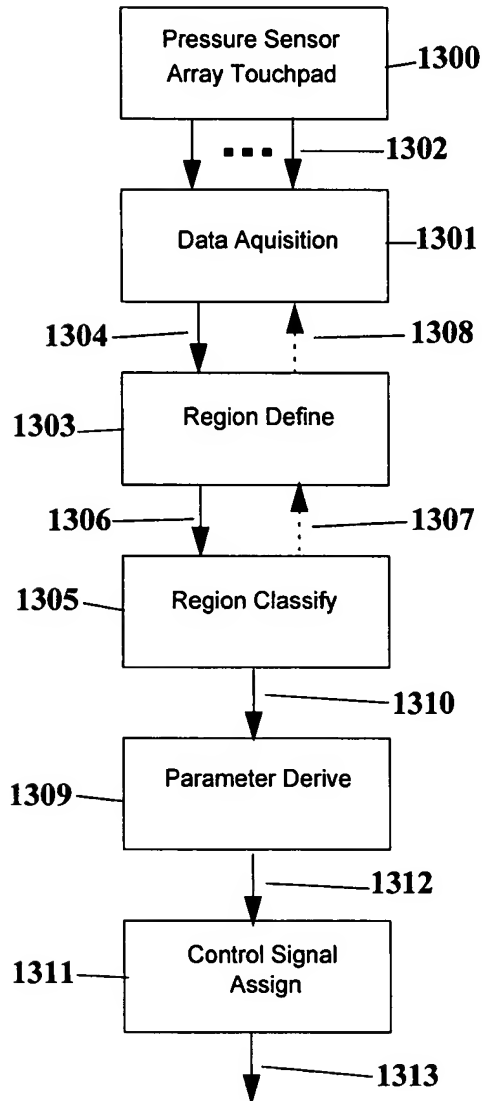 Pressure Sensor
Array Touchpad
1300
1302
Data Aquisition
1301
1304
1308
1303
Region Define
1306
1307
1305
Region Classify
1310
1309
Parameter Derive
1312
1311
Control Signal
Assign
1313